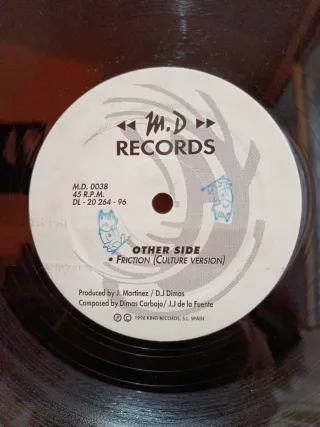 M.D
RECORDS
M.D. 0038
45 R.P.M.
DL - 20 264 - 96
OTHER SIDE
• FRICTION (CULTURE VERSION)
Produced by J. Martinez / D.J Dimas
Composed by Dimas Carbajo / J.J de la Fuente
℗ © 1996 KING RECORDS, S.L. SPAIN